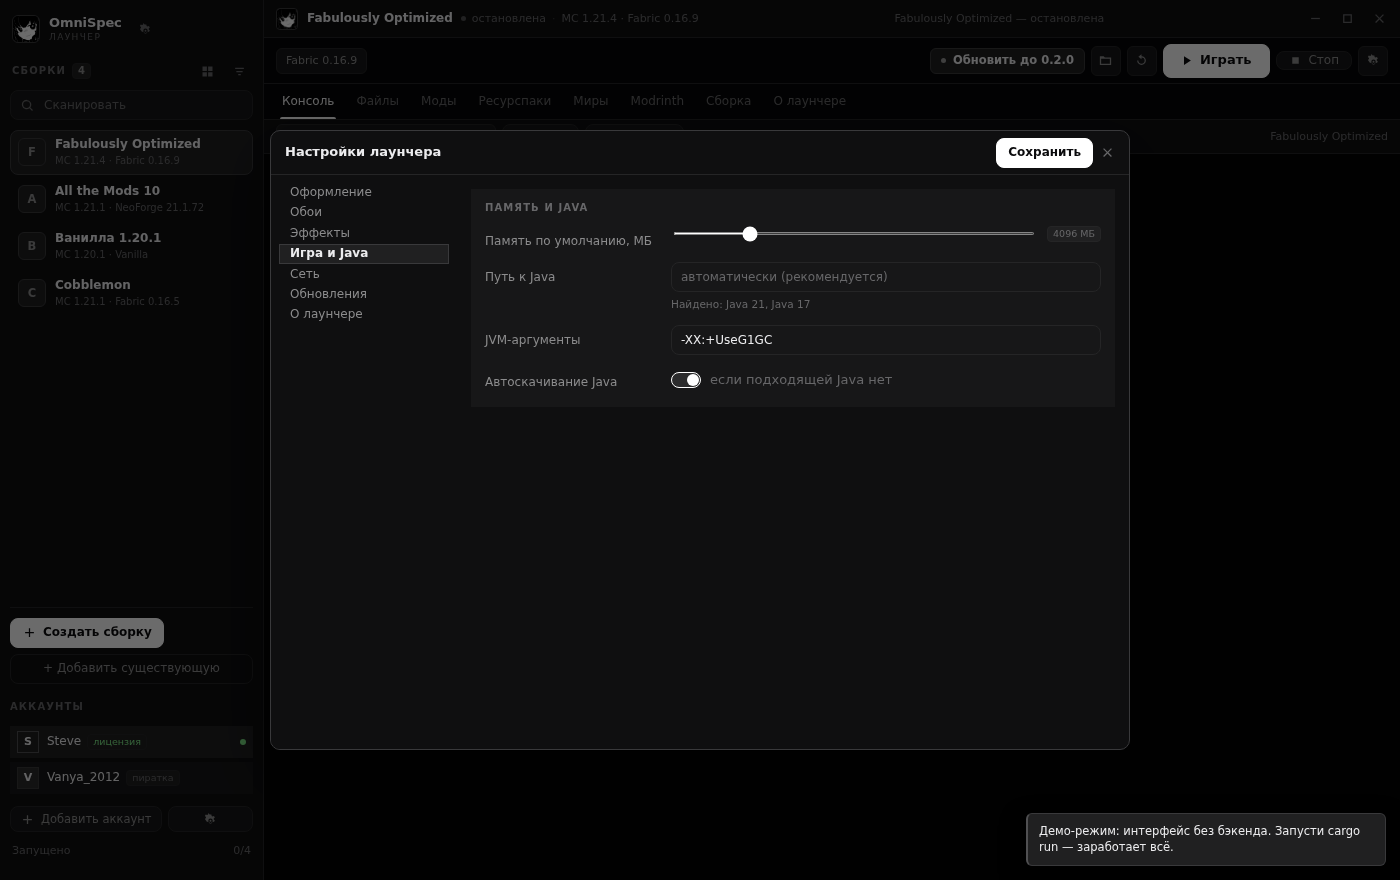 OmniSpec
ЛАУНЧЕР
СБОРКИ 4
Сканировать
F
Fabulously Optimized
MC 1.21.4 · Fabric 0.16.9
A
All the Mods 10
MC 1.21.1 · NeoForge 21.1.72
B
Ванилла 1.20.1
MC 1.20.1 · Vanilla
C
Cobblemon
MC 1.21.1 · Fabric 0.16.5
+ Создать сборку
+ Добавить существующую
АККАУНТЫ
S Steve лицензия
V Vanya_2012 пиратка
+ Добавить аккаунт
Запущено 0/4
Fabulously Optimized остановлена · MC 1.21.4 · Fabric 0.16.9
Fabulously Optimized — остановлена
Fabric 0.16.9
Обновить до 0.2.0
Играть
Стоп
Консоль Файлы Моды Ресурспаки Миры Modrinth Сборка О лаунчере
Fabulously Optimized
Настройки лаунчера
Сохранить
Оформление
Обои
Эффекты
Игра и Java
Сеть
Обновления
О лаунчере
ПАМЯТЬ И JAVA
Память по умолчанию, МБ
4096 МБ
Путь к Java
автоматически (рекомендуется)
Найдено: Java 21, Java 17
JVM-аргументы
-XX:+UseG1GC
Автоскачивание Java
если подходящей Java нет
Демо-режим: интерфейс без бэкенда. Запусти cargo
run — заработает всё.